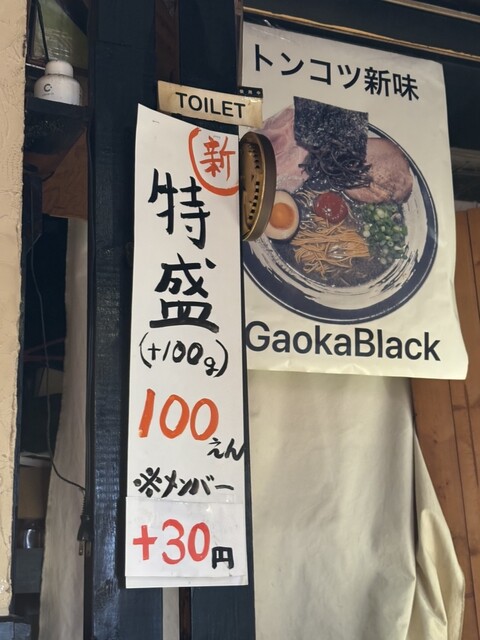 TOILET
新
特
盛
(+100g)
100
えん
※メンバー
+30円
トンコツ新味
GaokaBlack